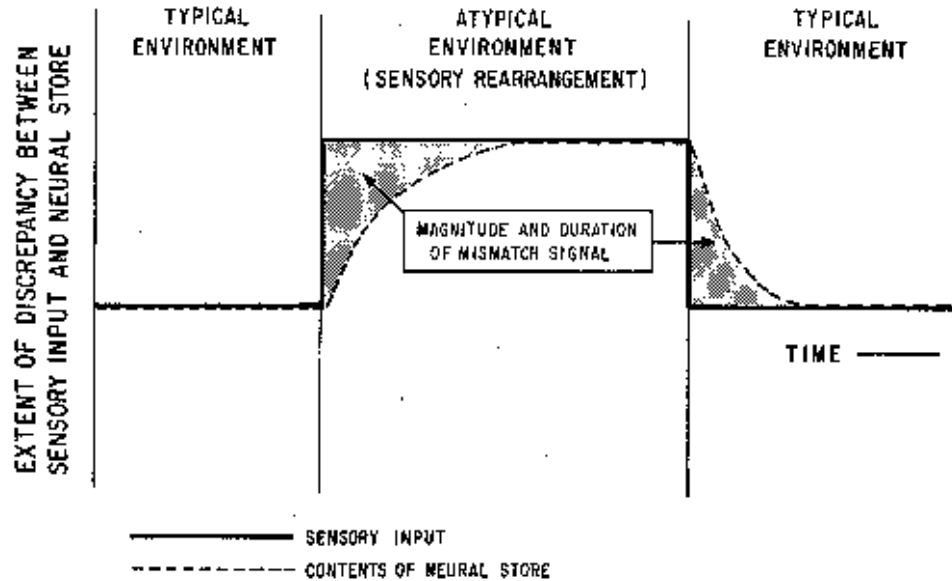 TYPICAL
ENVIRONMENT
ATYPICAL
ENVIRONMENT
(SENSORY REARRANGEMENT)
TYPICAL
ENVIRONMENT
EXTENT OF DISCREPANCY BETWEEN
SENSORY INPUT AND NEURAL STORE
MAGNITUDE AND DURATION
OF MISMATCH SIGNAL
TIME
SENSORY INPUT
CONTENTS OF NEURAL STORE